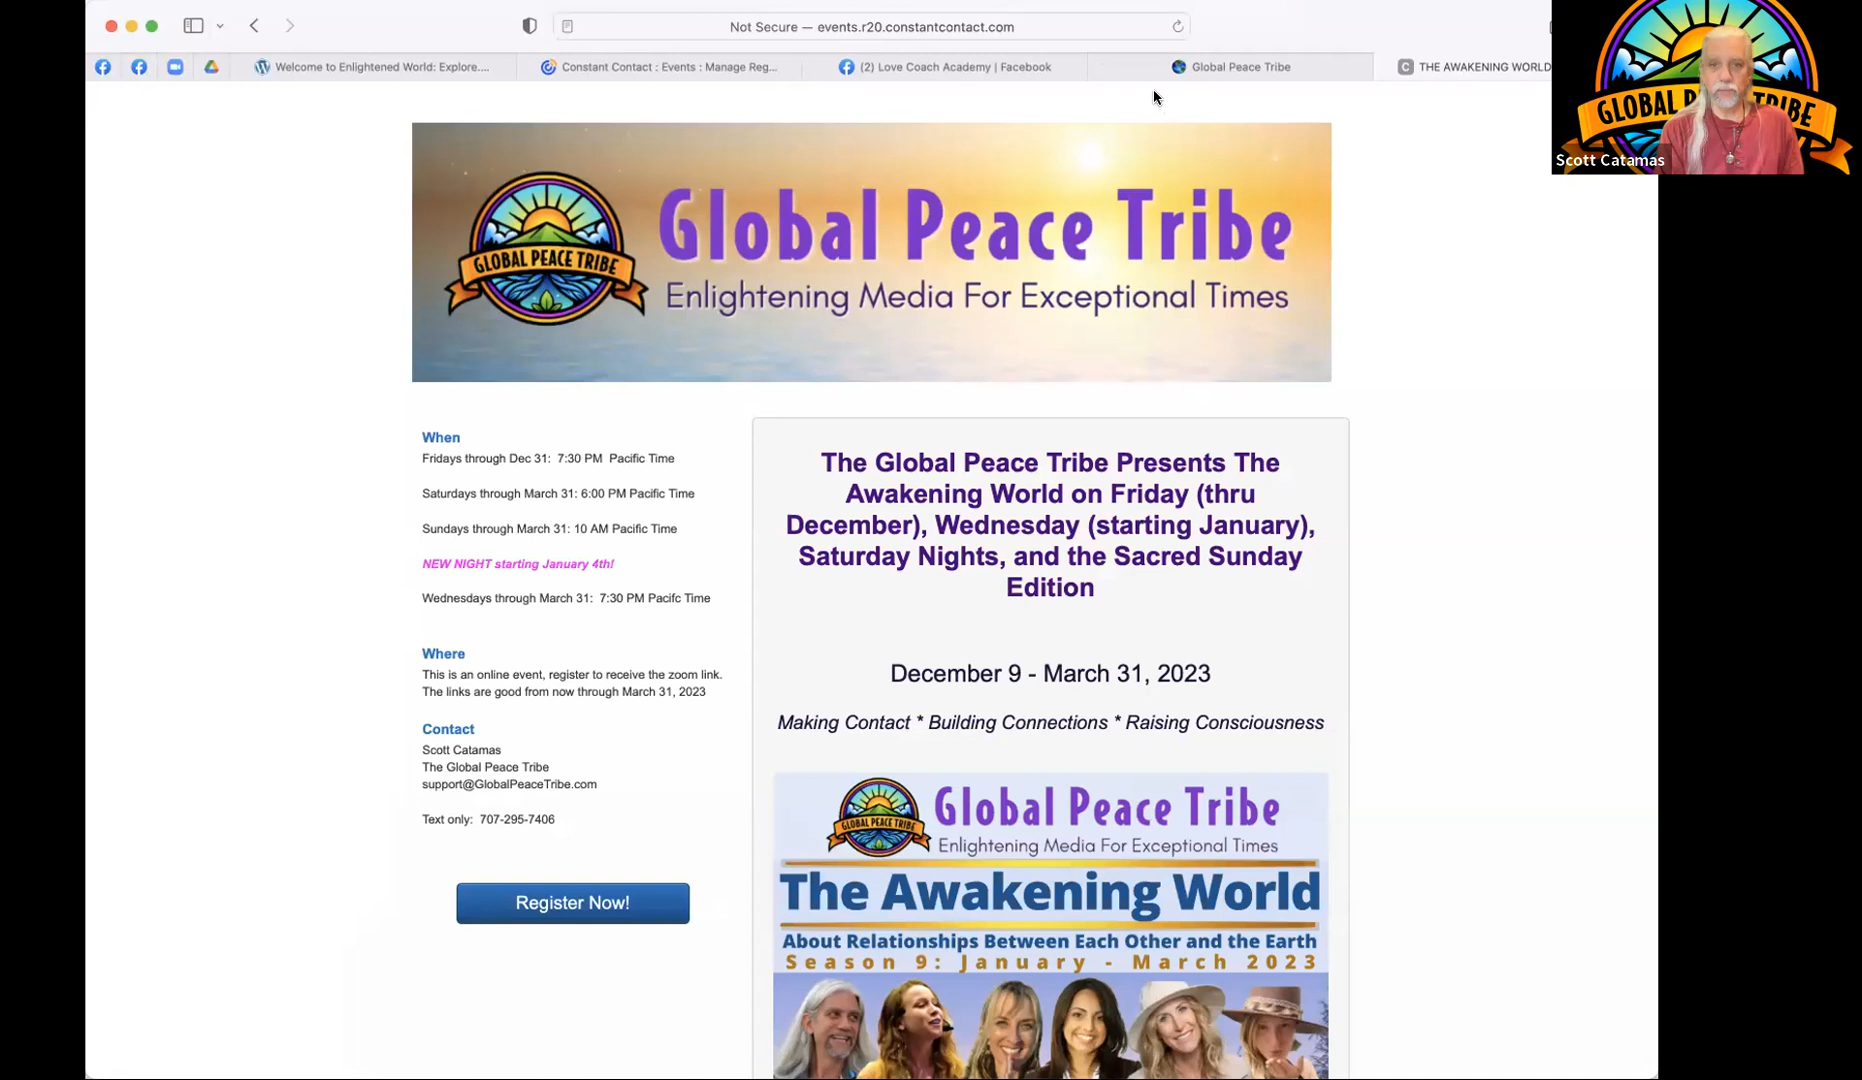 Not Secure — events.r20.constantcontact.com
Welcome to Enlightened World: Explore....
Constant Contact : Events : Manage Reg...
(2) Love Coach Academy | Facebook
Global Peace Tribe
THE AWAKENING WORLD
GLOBAL PEACE TRIBE
Scott Catamas
GLOBAL PEACE TRIBE
Global Peace Tribe
Enlightening Media For Exceptional Times
When
Fridays through Dec 31: 7:30 PM Pacific Time
Saturdays through March 31: 6:00 PM Pacific Time
Sundays through March 31: 10 AM Pacific Time
NEW NIGHT starting January 4th!
Wednesdays through March 31: 7:30 PM Pacifc Time
Where
This is an online event, register to receive the zoom link.
The links are good from now through March 31, 2023
Contact
Scott Catamas
The Global Peace Tribe
support@GlobalPeaceTribe.com
Text only: 707-295-7406
Register Now!
The Global Peace Tribe Presents The
Awakening World on Friday (thru
December), Wednesday (starting January),
Saturday Nights, and the Sacred Sunday
Edition
December 9 - March 31, 2023
Making Contact * Building Connections * Raising Consciousness
GLOBAL PEACE TRIBE
Global Peace Tribe
Enlightening Media For Exceptional Times
The Awakening World
About Relationships Between Each Other and the Earth
Season 9: January - March 2023